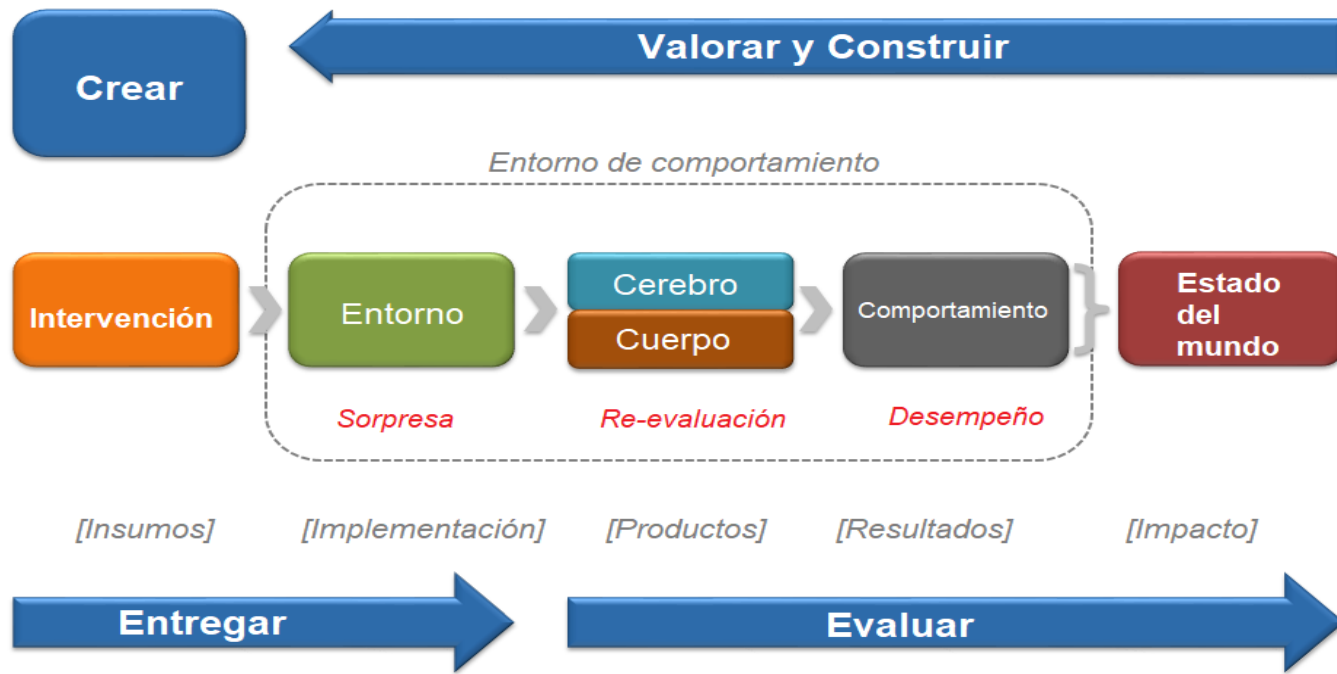 Crear
Valorar y Construir
Entorno de comportamiento
Intervención
Entorno
Cerebro
Cuerpo
Comportamiento
Estado
del
mundo
Sorpresa
Re-evaluación
Desempeño
[Insumos]
[Implementación]
[Productos]
[Resultados]
[Impacto]
Entregar
Evaluar